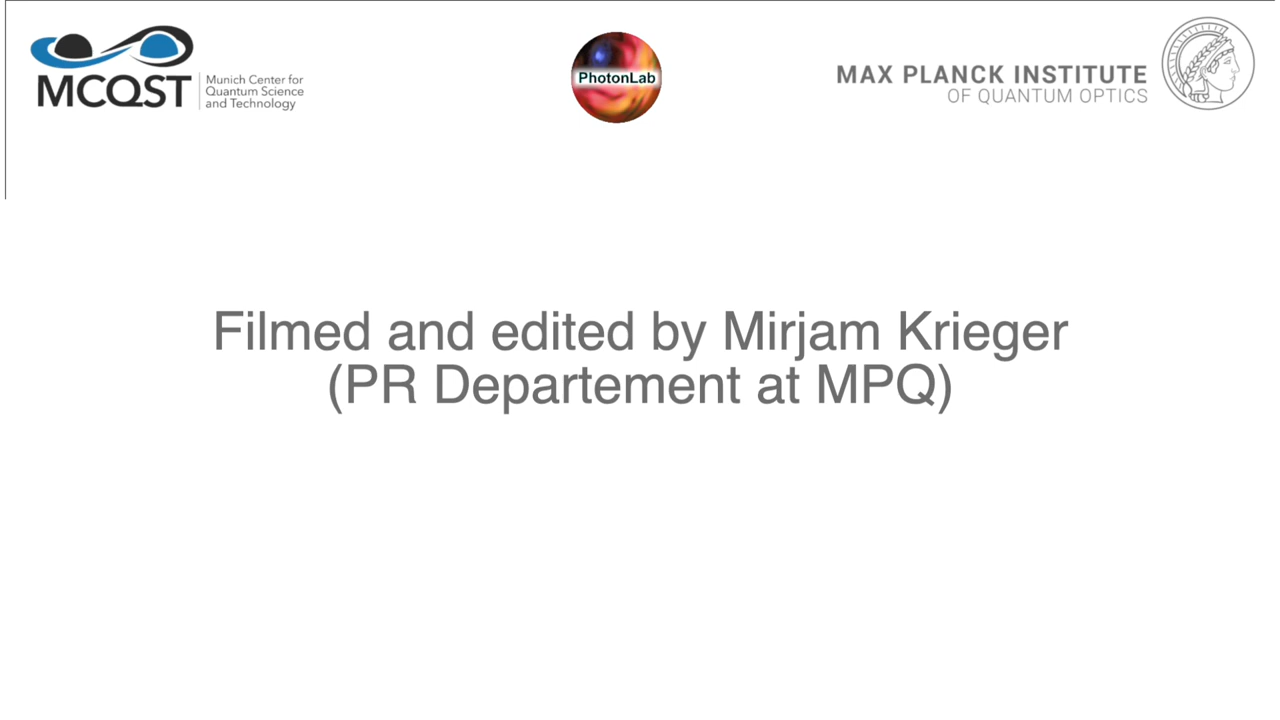 MCQST
Munich Center for
Quantum Science
and Technology
PhotonLab
MAX PLANCK INSTITUTE
OF QUANTUM OPTICS
Filmed and edited by Mirjam Krieger
(PR Departement at MPQ)